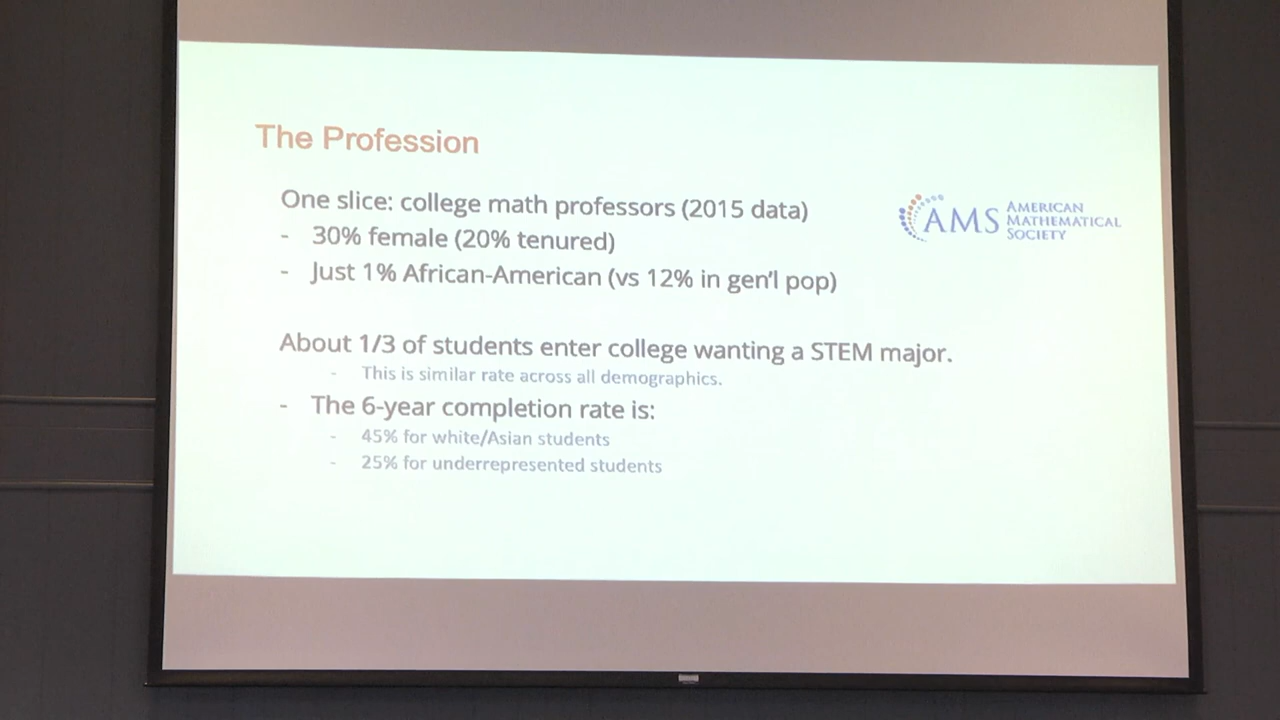 The Profession
One slice: college math professors (2015 data)
- 30% female (20% tenured)
- Just 1% African-American (vs 12% in gen'l pop)
AMS AMERICAN
MATHEMATICAL
SOCIETY
About 1/3 of students enter college wanting a STEM major.
- This is similar rate across all demographics.
- The 6-year completion rate is:
- 45% for white/Asian students
- 25% for underrepresented students